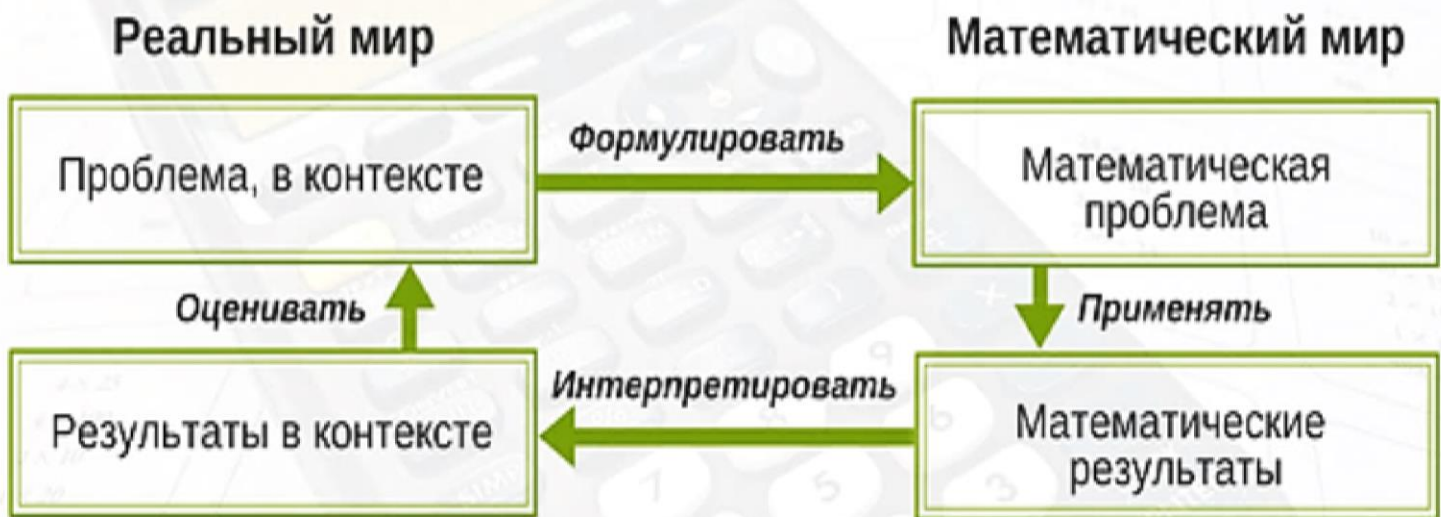 Реальный мир
Математический мир
Проблема, в контексте
Формулировать
Математическая
проблема
Оценивать
Применять
Результаты в контексте
Интерпретировать
Математические
результаты